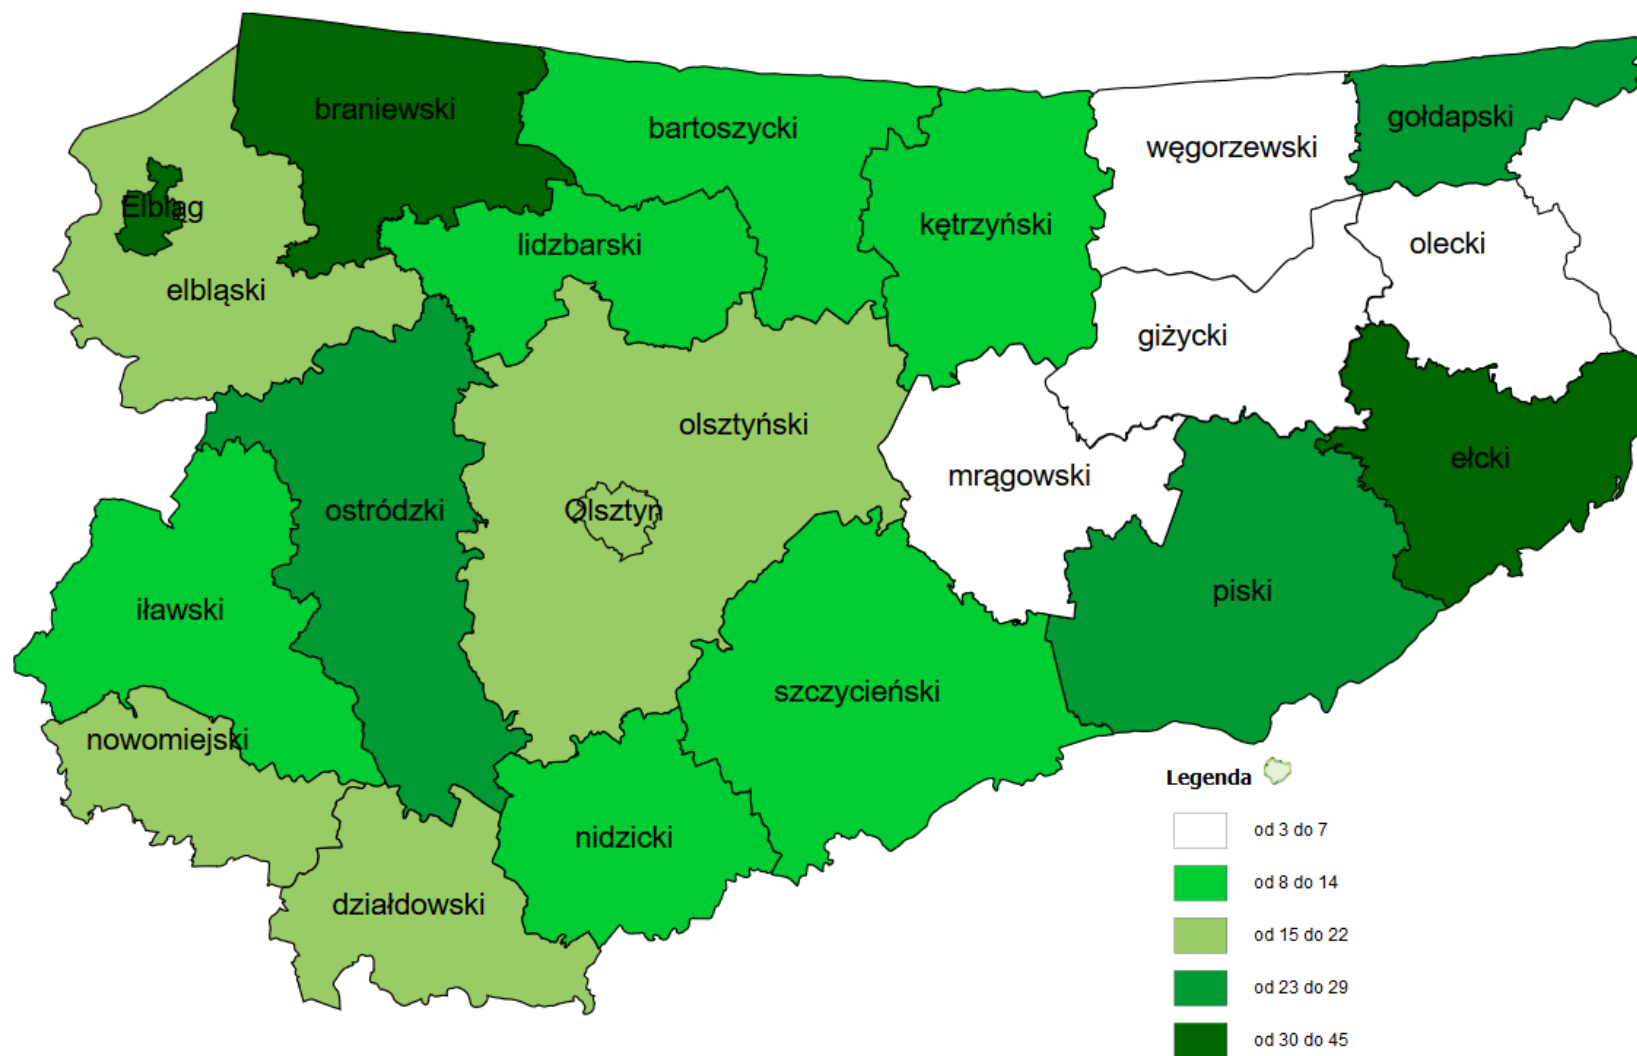 braniewski
bartoszycki
gołdapski
węgorzewski
Elbląg
kętrzyński
lidzbarski
olecki
elbląski
giżycki
olsztyński
ełcki
mrągowski
ostródzki
Olsztyn
piski
iławski
szczycieński
nowomiejski
Legenda
od 3 do 7
nidzicki
od 8 do 14
działdowski
od 15 do 22
od 23 do 29
od 30 do 45